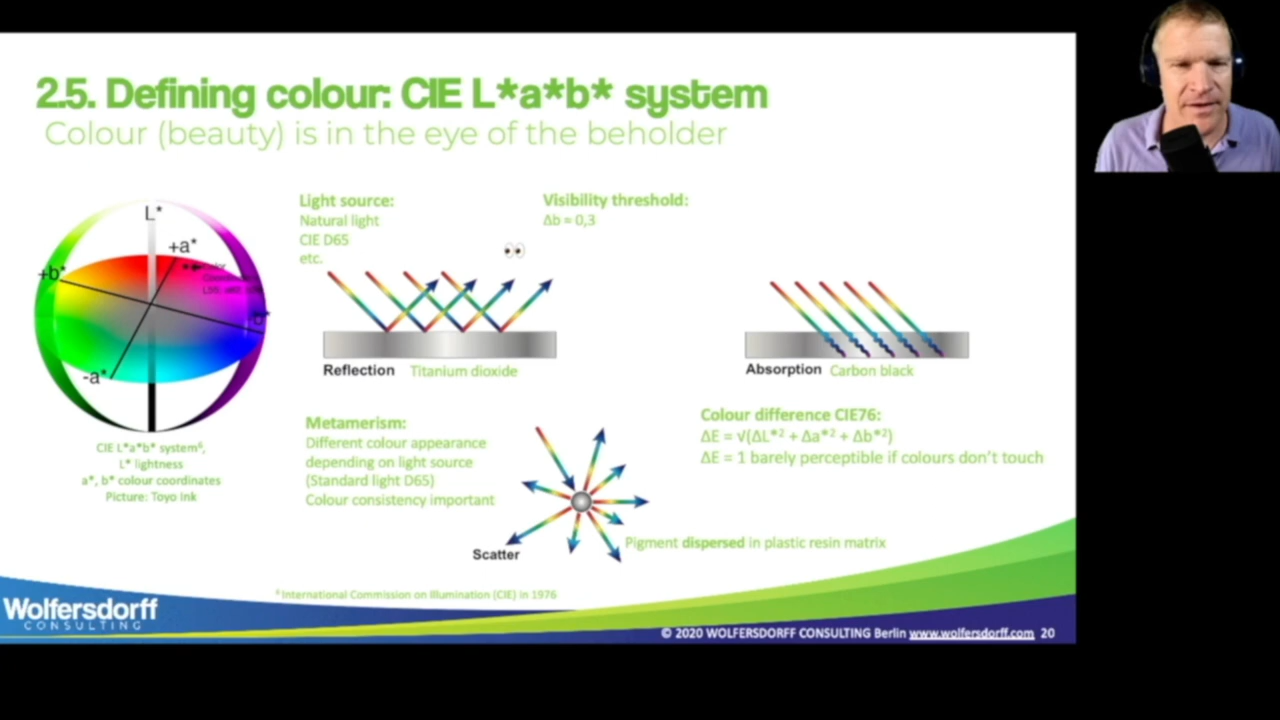 2.5. Defining colour: CIE L*a*b* system
Colour (beauty) is in the eye of the beholder
L*
+a*
+b*
-a*
CIE L*a*b* system⁶,
L* lightness
a*, b* colour coordinates
Picture: Toyo Ink
Light source:
Natural light
CIE D65
etc.
Visibility threshold:
Δb = 0,3
Reflection Titanium dioxide
Absorption Carbon black
Metamerism:
Different colour appearance
depending on light source
(Standard light D65)
Colour consistency important
Scatter
Pigment dispersed in plastic resin matrix
Colour difference CIE76:
ΔE = √(ΔL*² + Δa*² + Δb*²)
ΔE = 1 barely perceptible if colours don't touch
⁶ International Commission on Illumination (CIE) in 1976
Wolfersdorff
CONSULTING
© 2020 WOLFERSDORFF CONSULTING Berlin www.wolfersdorff.com 20